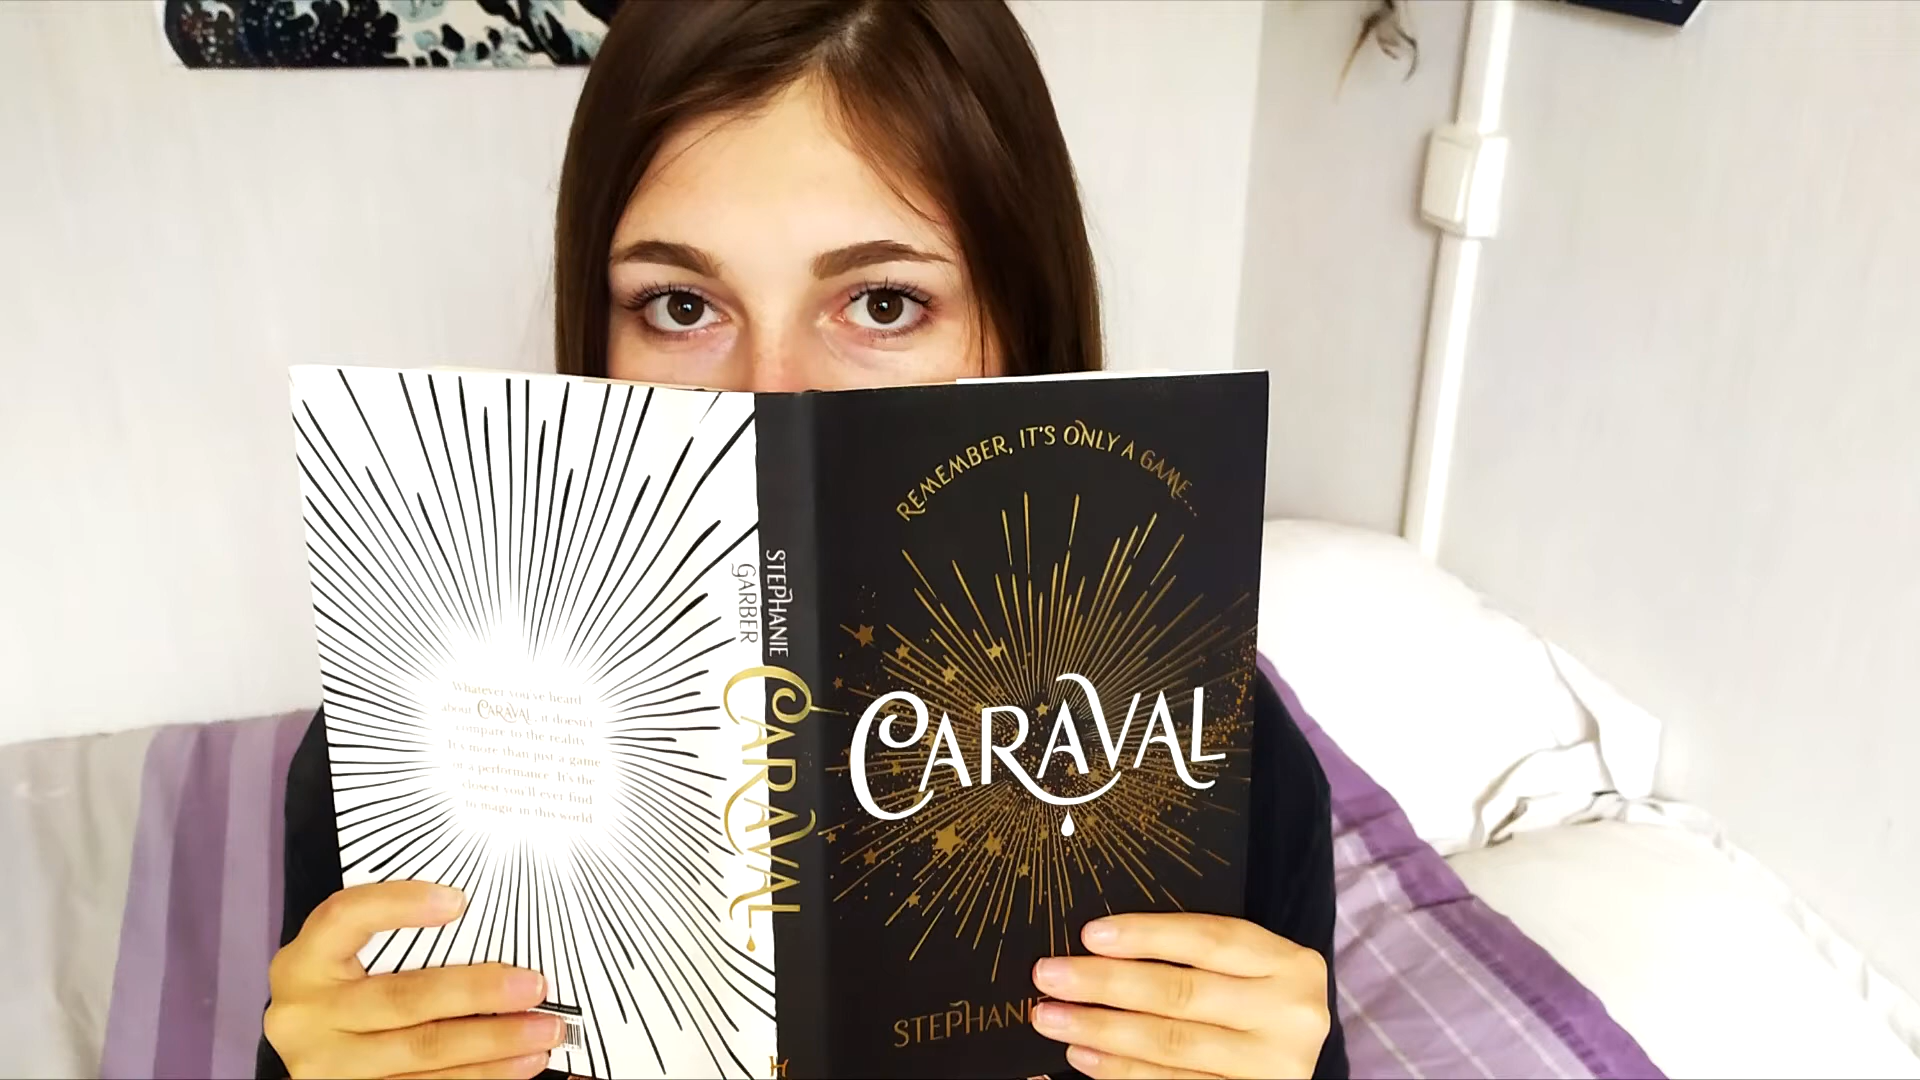 Whatever you've heard
about CARAVAL, it doesn't
compare to the reality.
It's more than just a game
or a performance. It's the
closest you'll ever find
to magic in this world
STEPHANIE
GARBER
CARAVAL
H
REMEMBER, IT'S ONLY A GAME...
CARAVAL
STEPHANIE